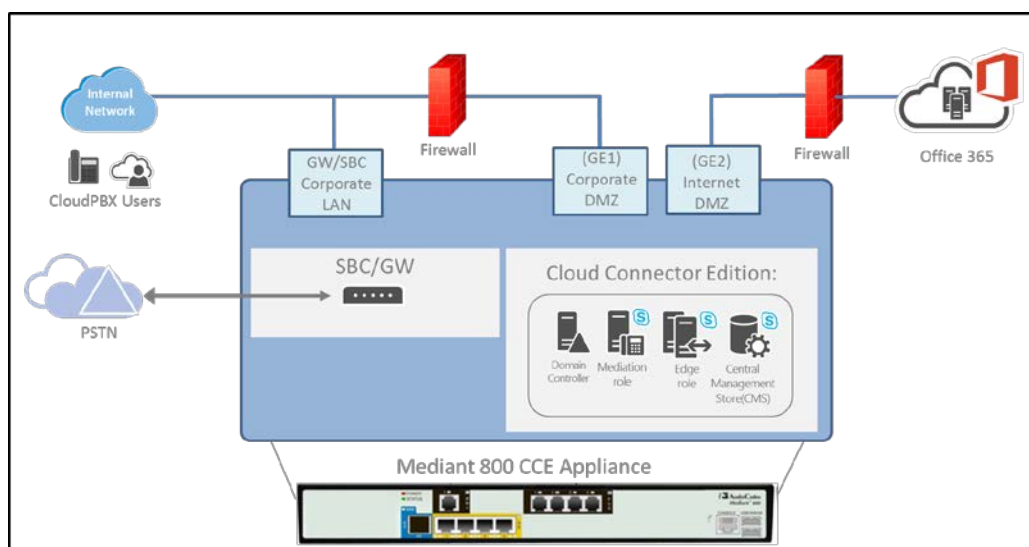 Internal
Network
Firewall
Firewall
Office 365
CloudPBX Users
GW/SBC
Corporate
LAN
(GE1)
Corporate
DMZ
(GE2)
Internet
DMZ
SBC/GW
Cloud Connector Edition:
PSTN
Domain
Controller
Mediation
role
Edge
role
Central
Management
Store(CMS)
Mediant 800 CCE Appliance
AudioCodes